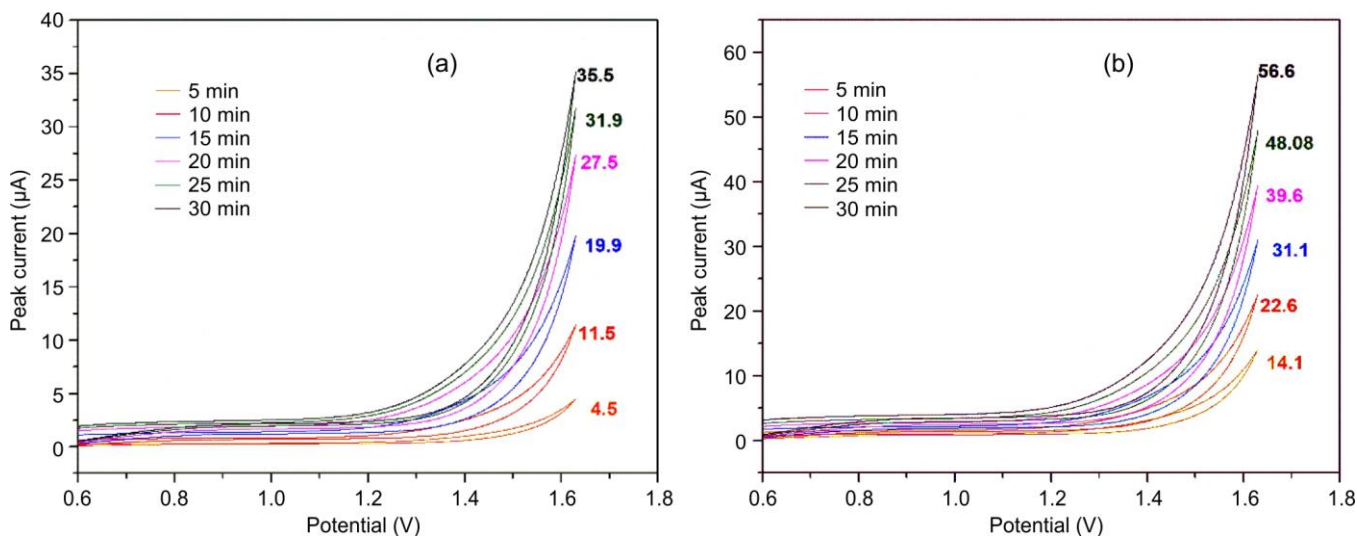 (a)
40
35
30
25
20
15
10
5
0
Peak current (µA)
5 min
10 min
15 min
20 min
25 min
30 min
35.5
31.9
27.5
19.9
11.5
4.5
0.6 0.8 1.0 1.2 1.4 1.6 1.8
Potential (V)
(b)
60
50
40
30
20
10
0
Peak current (µA)
5 min
10 min
15 min
20 min
25 min
30 min
56.6
48.08
39.6
31.1
22.6
14.1
0.6 0.8 1.0 1.2 1.4 1.6 1.8
Potential (V)